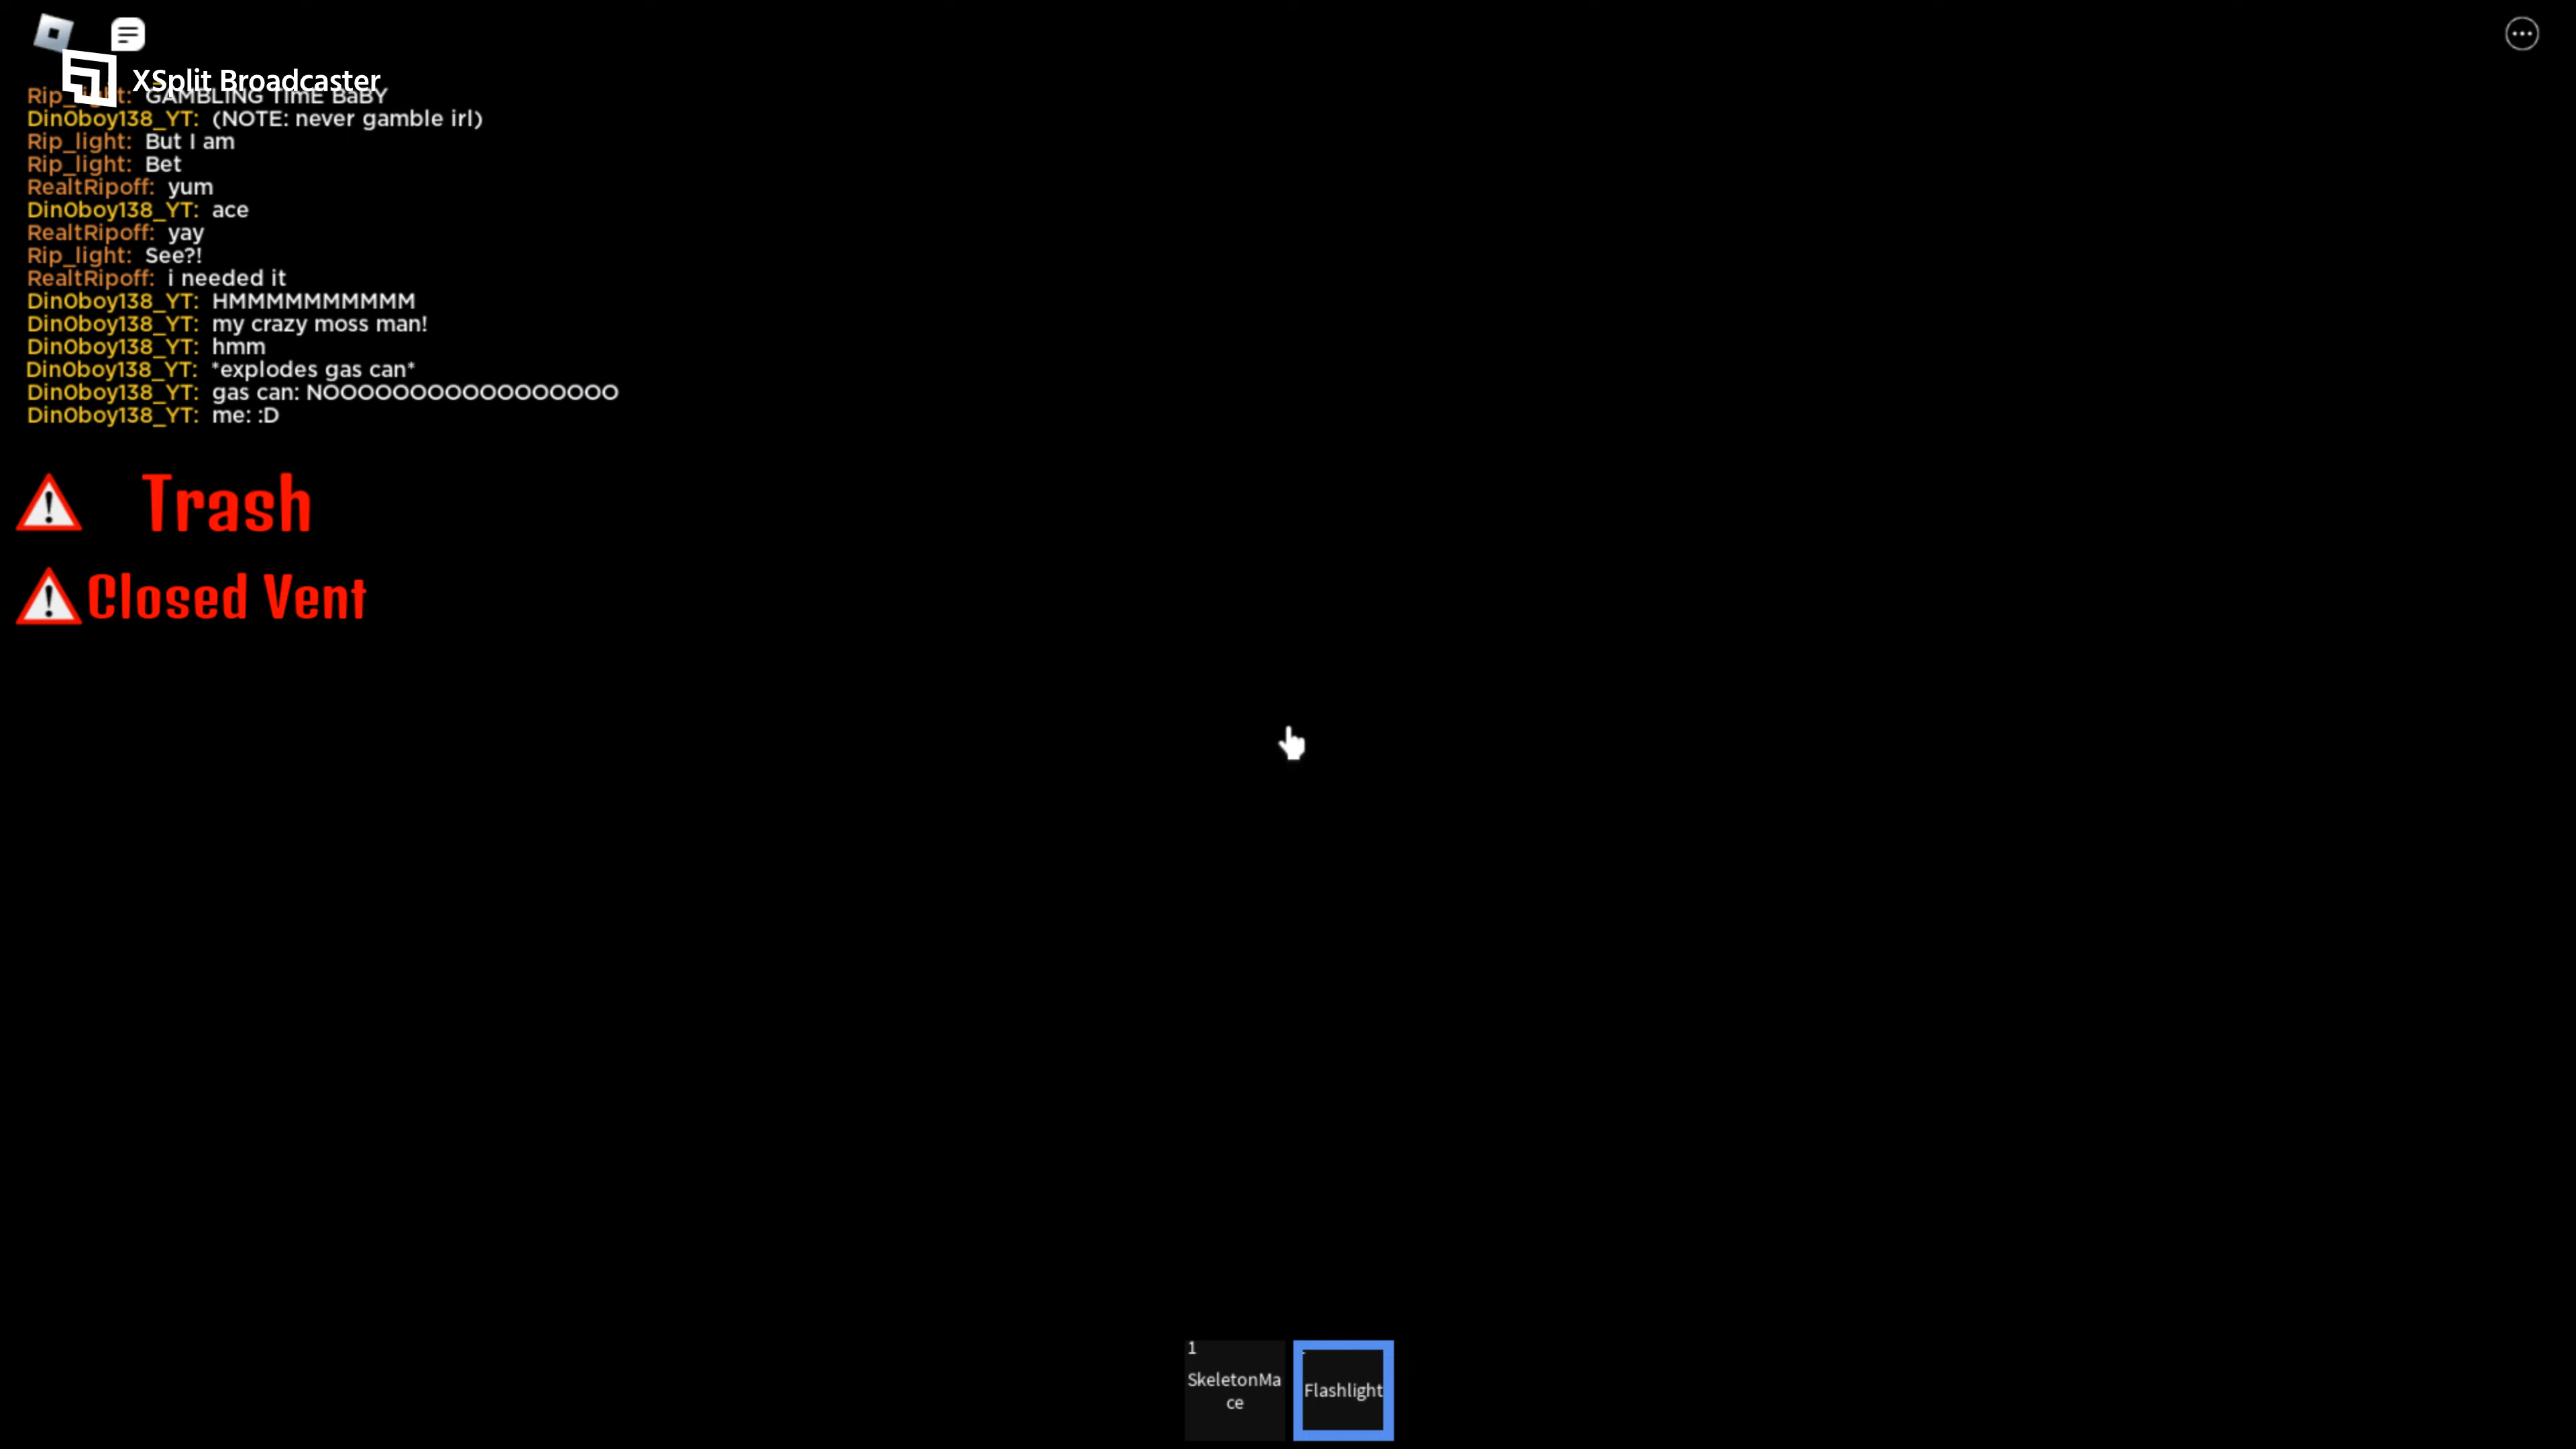 XSplit Broadcaster
Rip_light: GAMBLING TimE BaBY
Din0boy138_YT: (NOTE: never gamble irl)
Rip_light: But I am
Rip_light: Bet
RealtRipoff: yum
Din0boy138_YT: ace
RealtRipoff: yay
Rip_light: See?!
RealtRipoff: i needed it
Din0boy138_YT: HMMMMMMMMMM
Din0boy138_YT: my crazy moss man!
Din0boy138_YT: hmm
Din0boy138_YT: *explodes gas can*
Din0boy138_YT: gas can: NOOOOOOOOOOOOOOOOO
Din0boy138_YT: me: :D
Trash
Closed Vent
1
SkeletonMa
ce
Flashlight